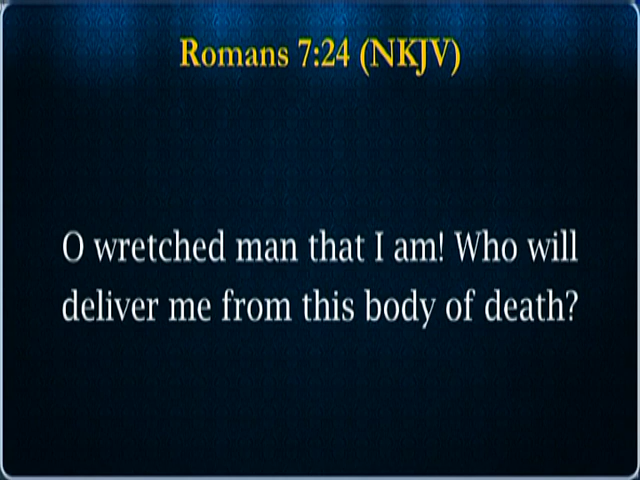 Romans 7:24 (NKJV)
O wretched man that I am! Who will
deliver me from this body of death?